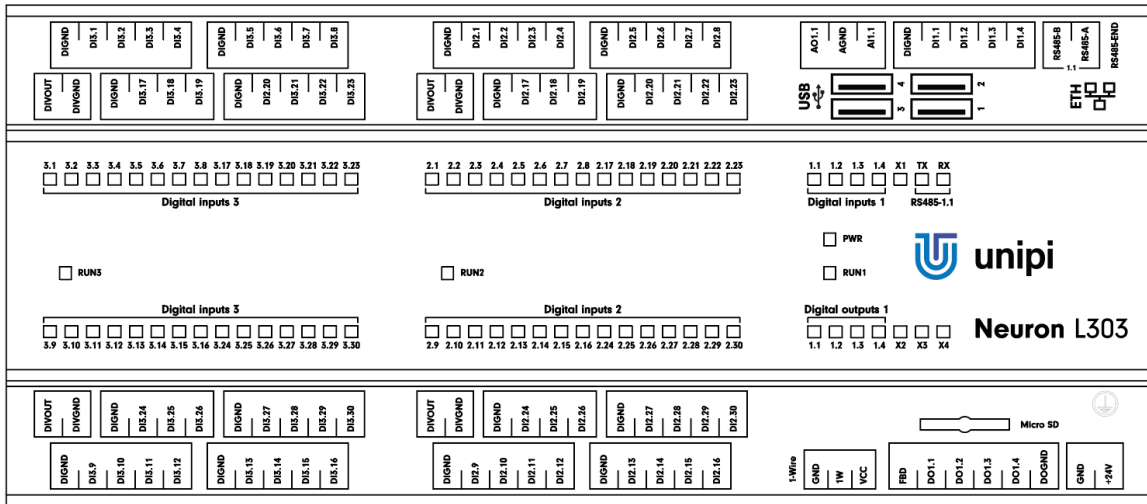 DIGND DI3.1 DI3.2 DI3.3 DI3.4
DIGND DI3.5 DI3.6 DI3.7 DI3.8
DIGND DI2.1 DI2.2 DI2.3 DI2.4
DIGND DI2.5 DI2.6 DI2.7 DI2.8
AO1.1 AGND AI1.1
DIGND DI1.1 DI1.2 DI1.3 DI1.4
RS485-B RS485-A
1.1
RS485-END
DIVOUT DIVGND
DIGND DI3.17 DI3.18 DI3.19
DIGND DI2.20 DI3.21 DI3.22 DI3.23
DIVOUT DIVGND
DIGND DI2.17 DI2.18 DI2.19
DIGND DI2.20 DI2.21 DI2.22 DI2.23
USB
4 2
3 1
ETH
3.1 3.2 3.3 3.4 3.5 3.6 3.7 3.8 3.17 3.18 3.19 3.20 3.21 3.22 3.23
Digital inputs 3
2.1 2.2 2.3 2.4 2.5 2.6 2.7 2.8 2.17 2.18 2.19 2.20 2.21 2.22 2.23
Digital inputs 2
1.1 1.2 1.3 1.4 X1 TX RX
Digital inputs 1 RS485-1.1
PWR
RUN3
RUN2
RUN1
unipi
Digital inputs 3
3.9 3.10 3.11 3.12 3.13 3.14 3.15 3.16 3.24 3.25 3.26 3.27 3.28 3.29 3.30
Digital inputs 2
2.9 2.10 2.11 2.12 2.13 2.14 2.15 2.16 2.24 2.25 2.26 2.27 2.28 2.29 2.30
Digital outputs 1
1.1 1.2 1.3 1.4 X2 X3 X4
Neuron L303
DIVOUT DIVGND
DIGND DI3.24 DI3.25 DI3.26
DIGND DI3.27 DI3.28 DI3.29 DI3.30
DIVOUT DIVGND
DIGND DI2.24 DI2.25 DI2.26
DIGND DI2.27 DI2.28 DI2.29 DI2.30
Micro SD
DIGND DI3.9 DI3.10 DI3.11 DI3.12
DIGND DI3.13 DI3.14 DI3.15 DI3.16
DIGND DI2.9 DI2.10 DI2.11 DI2.12
DIGND DI2.13 DI2.14 DI2.15 DI2.16
1-Wire
GND 1W VCC
FBD DO1.1 DO1.2 DO1.3 DO1.4 DOGND
GND +24V